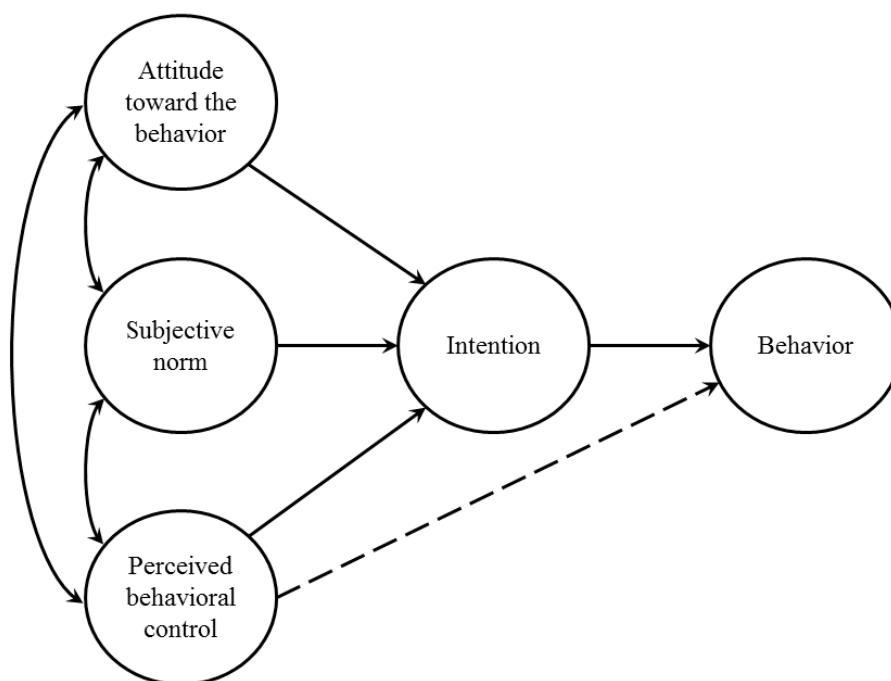 Attitude
toward the
behavior
Subjective
norm
Intention
Behavior
Perceived
behavioral
control